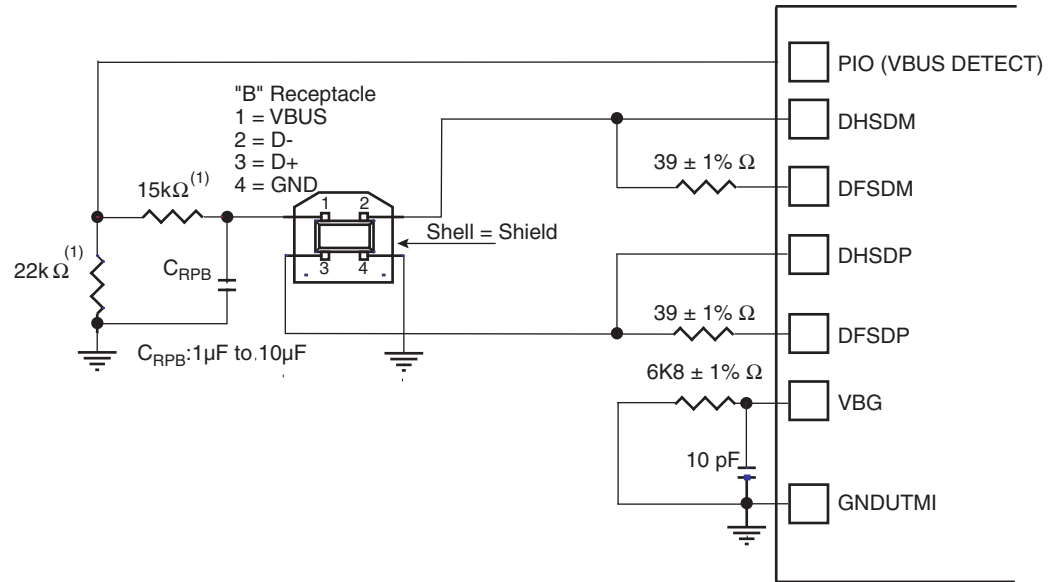 PIO (VBUS DETECT)
"B" Receptacle
1 = VBUS
2 = D-
3 = D+
4 = GND
DHSDM
39 ± 1% Ω
DFSDM
15kΩ(1)
1 2
Shell = Shield
DHSDP
22kΩ(1)
CRPB
3 4
39 ± 1% Ω
DFSDP
CRPB:1µF to 10µF
6K8 ± 1% Ω
VBG
10 pF
GNDUTMI